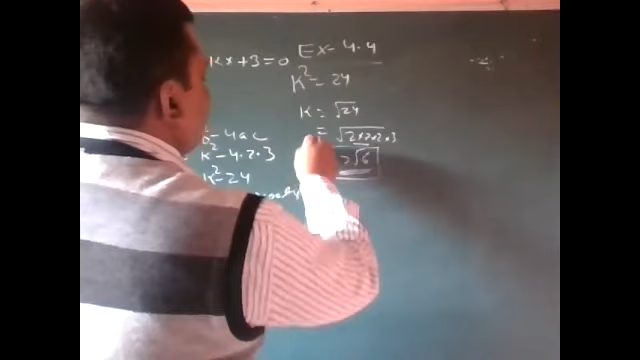 Kx+3=0
Ex-4.4
K²=24
K=√24
=√2×2×2×3
2√6
b²-4ac
K²-4.2.3
K²-24